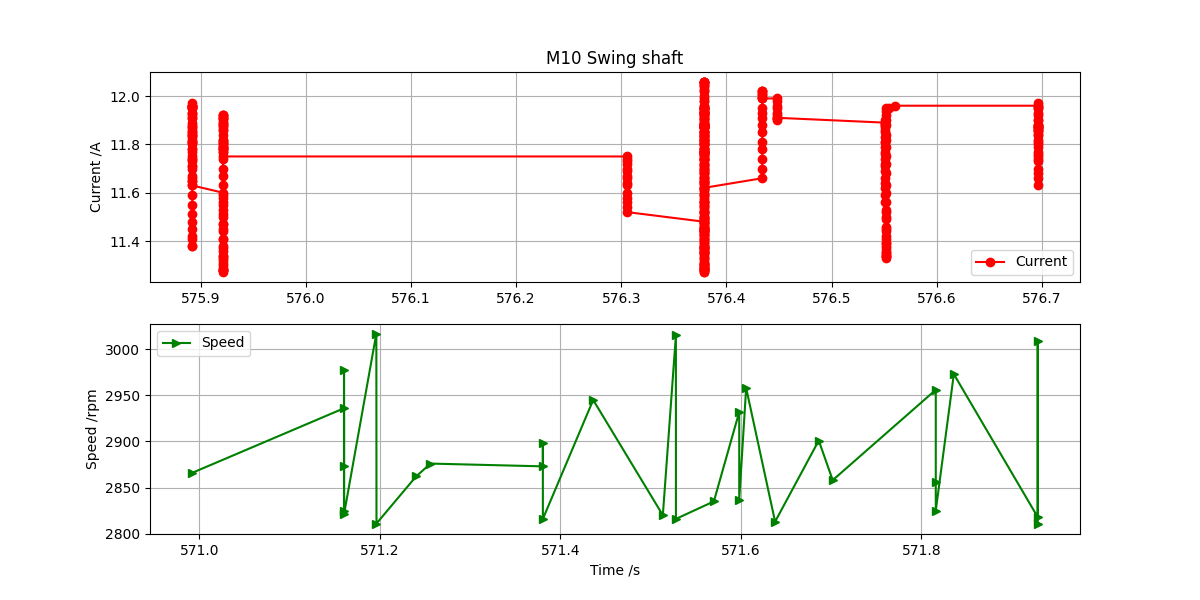 M10 Swing shaft
Current /A
12.0
11.8
11.6
11.4
Current
575.9 576.0 576.1 576.2 576.3 576.4 576.5 576.6 576.7
Speed /rpm
3000
2950
2900
2850
2800
Speed
571.0 571.2 571.4 571.6 571.8
Time /s